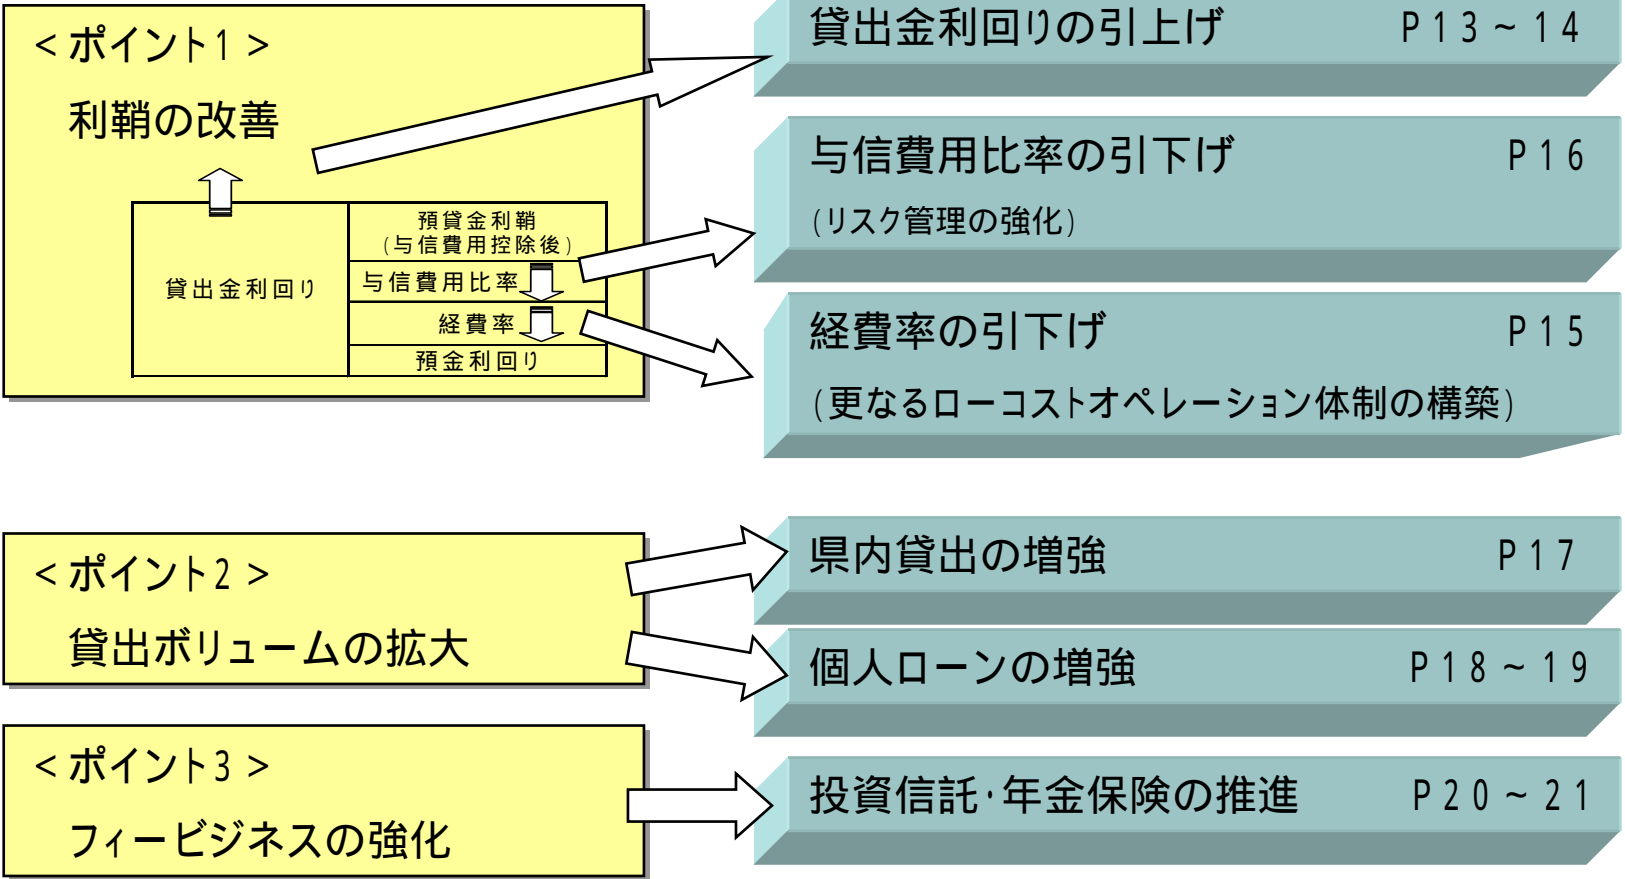 ＜ポイント1＞
利鞘の改善
貸出金利回り
預貸金利鞘
(与信費用控除後)
与信費用比率
経費率
預金利回り
貸出金利回りの引上げ P13～14
与信費用比率の引下げ P16
(リスク管理の強化)
経費率の引下げ P15
(更なるローコストオペレーション体制の構築)
＜ポイント2＞
貸出ボリュームの拡大
県内貸出の増強 P17
個人ローンの増強 P18～19
＜ポイント3＞
フィービジネスの強化
投資信託･年金保険の推進 P20～21